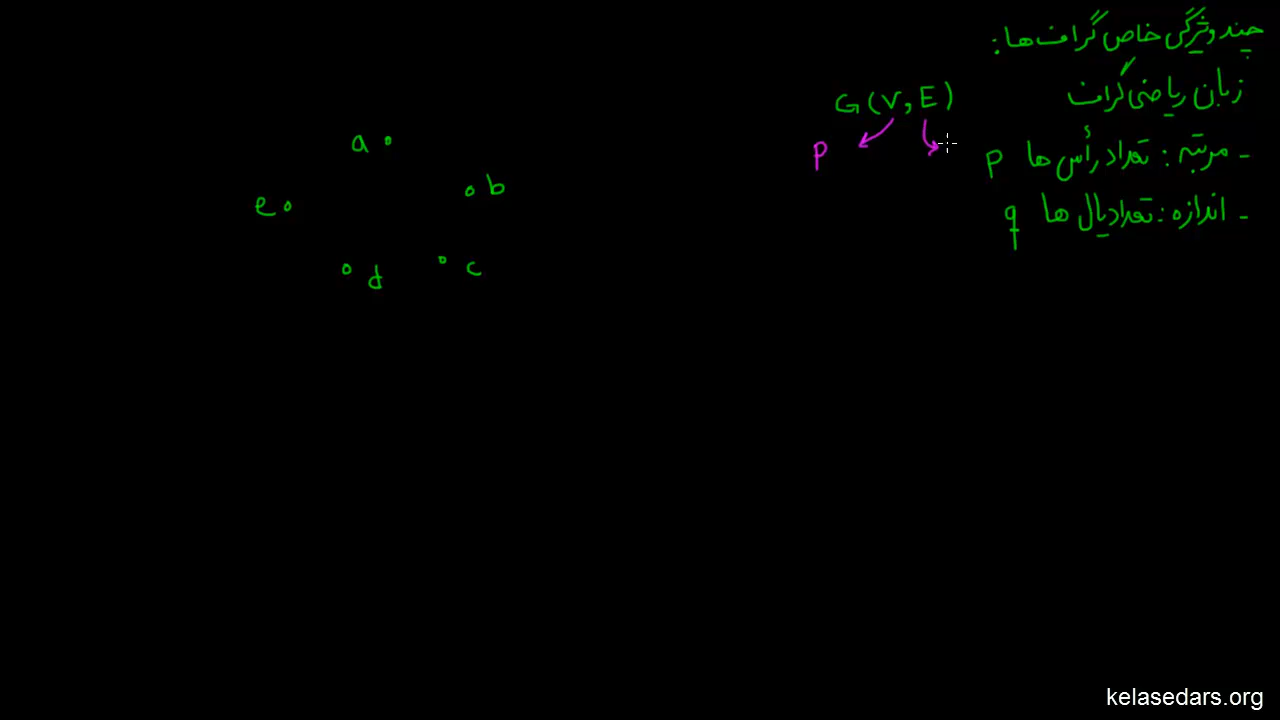 چند ویژگی خاص گراف ها :
زبان ریاضی گراف
G(V, E)
- مرتبه : تعداد رأس ها p
p
- اندازه : تعداد یال ها q
a
b
e
c
d
kelasedars.org